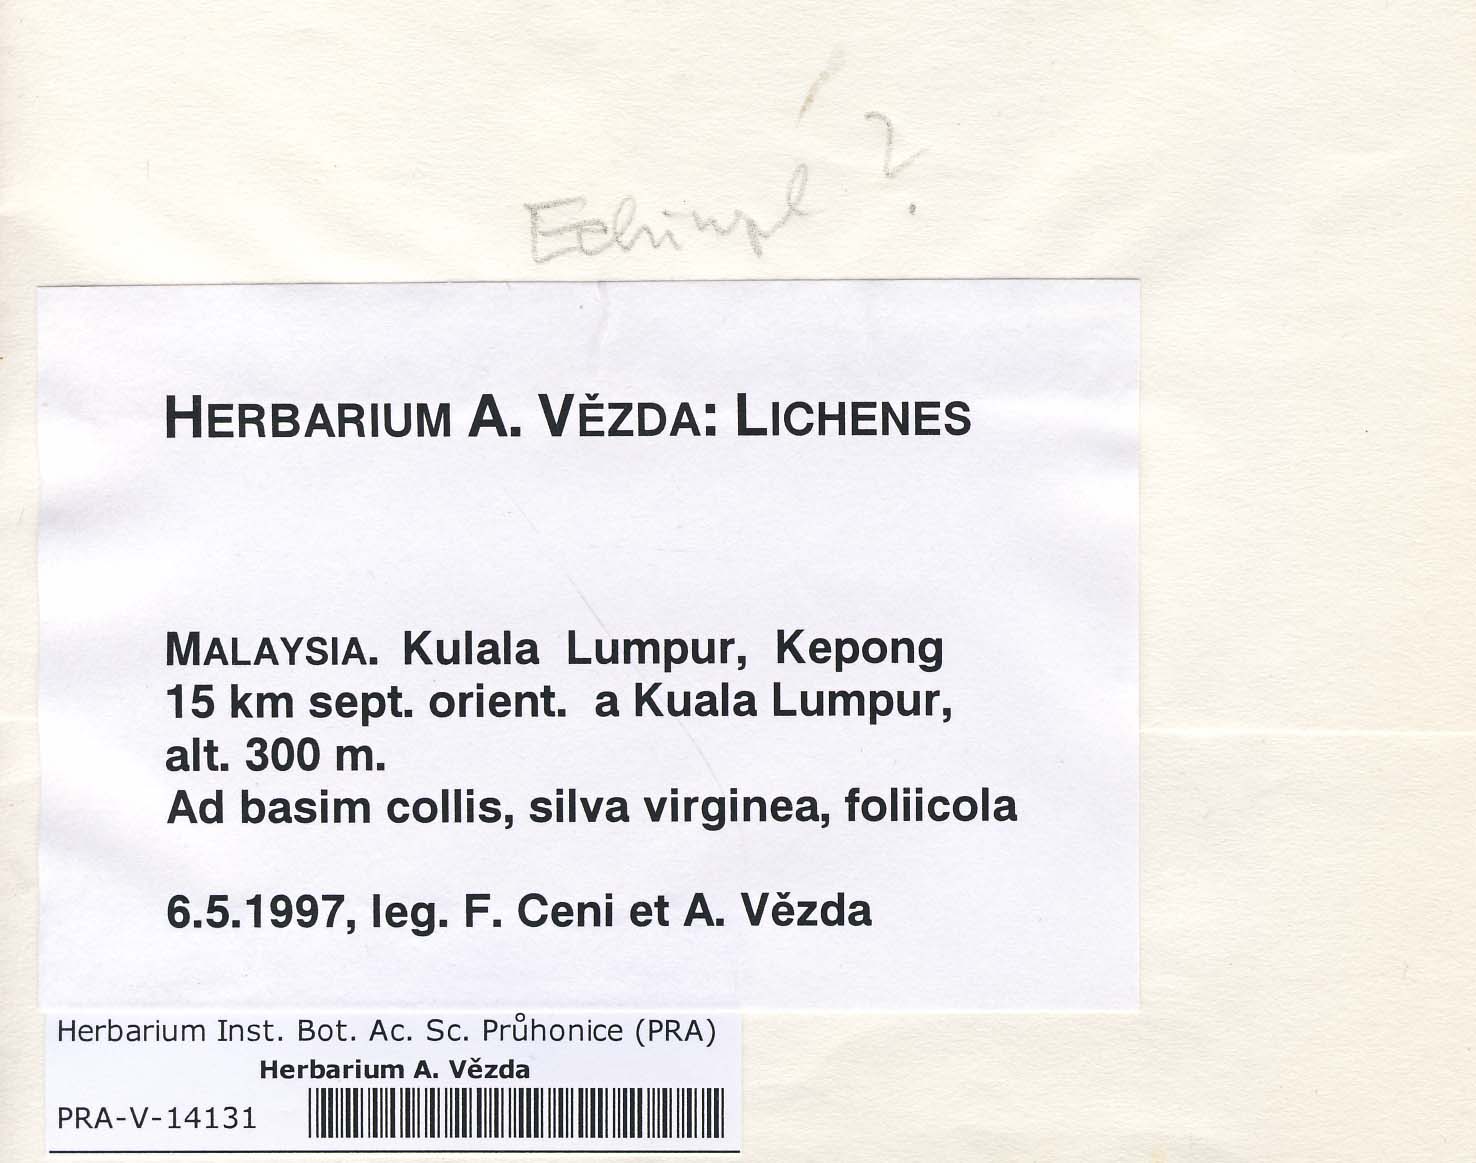 Echinopl ?
HERBARIUM A. VĚZDA: LICHENES
MALAYSIA. Kulala Lumpur, Kepong
15 km sept. orient. a Kuala Lumpur,
alt. 300 m.
Ad basim collis, silva virginea, foliicola
6.5.1997, leg. F. Ceni et A. Vězda
Herbarium Inst. Bot. Ac. Sc. Průhonice (PRA)
Herbarium A. Vězda
PRA-V-14131